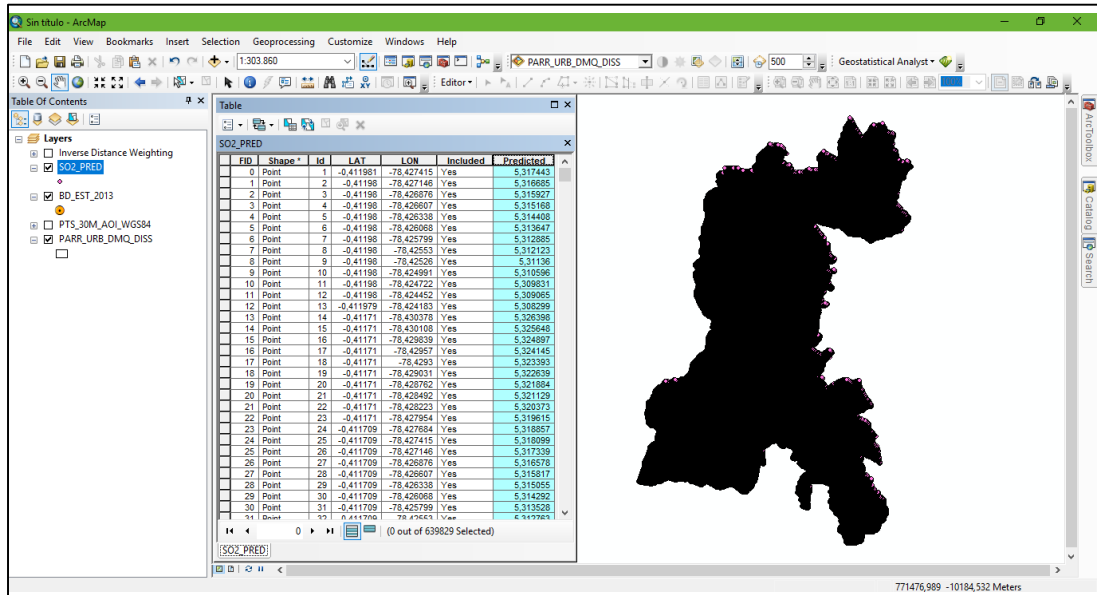 Sin título - ArcMap
File Edit View Bookmarks Insert Selection Geoprocessing Customize Windows Help
1:303.860 PARR_URB_DMQ_DISS 500 Geostatistical Analyst
Editor
Table Of Contents
Layers
Inverse Distance Weighting
SO2_PRED
BD_EST_2013
PTS_30M_AOI_WGS84
PARR_URB_DMQ_DISS
Table
SO2_PRED
FID Shape * Id LAT LON Included Predicted
0 Point 1 -0,411981 -78,427415 Yes 5,317443
1 Point 2 -0,41198 -78,427146 Yes 5,316685
2 Point 3 -0,41198 -78,426876 Yes 5,315927
3 Point 4 -0,41198 -78,426607 Yes 5,315168
4 Point 5 -0,41198 -78,426338 Yes 5,314408
5 Point 6 -0,41198 -78,426068 Yes 5,313647
6 Point 7 -0,41198 -78,425799 Yes 5,312885
7 Point 8 -0,41198 -78,42553 Yes 5,312123
8 Point 9 -0,41198 -78,42526 Yes 5,31136
9 Point 10 -0,41198 -78,424991 Yes 5,310596
10 Point 11 -0,41198 -78,424722 Yes 5,309831
11 Point 12 -0,41198 -78,424452 Yes 5,309065
12 Point 13 -0,411979 -78,424183 Yes 5,308299
13 Point 14 -0,41171 -78,430378 Yes 5,326398
14 Point 15 -0,41171 -78,430108 Yes 5,325648
15 Point 16 -0,41171 -78,429839 Yes 5,324897
16 Point 17 -0,41171 -78,42957 Yes 5,324145
17 Point 18 -0,41171 -78,4293 Yes 5,323393
18 Point 19 -0,41171 -78,429031 Yes 5,322639
19 Point 20 -0,41171 -78,428762 Yes 5,321884
20 Point 21 -0,41171 -78,428492 Yes 5,321129
21 Point 22 -0,41171 -78,428223 Yes 5,320373
22 Point 23 -0,41171 -78,427954 Yes 5,319615
23 Point 24 -0,411709 -78,427684 Yes 5,318857
24 Point 25 -0,411709 -78,427415 Yes 5,318099
25 Point 26 -0,411709 -78,427146 Yes 5,317339
26 Point 27 -0,411709 -78,426876 Yes 5,316578
27 Point 28 -0,411709 -78,426607 Yes 5,315817
28 Point 29 -0,411709 -78,426338 Yes 5,315055
29 Point 30 -0,411709 -78,426068 Yes 5,314292
30 Point 31 -0,411709 -78,425799 Yes 5,313528
31 Point 32 -0,411709 -78,42553 Yes 5,312763
0 (0 out of 639829 Selected)
SO2_PRED
ArcToolbox
Catalog
Search
771476,989 -10184,532 Meters